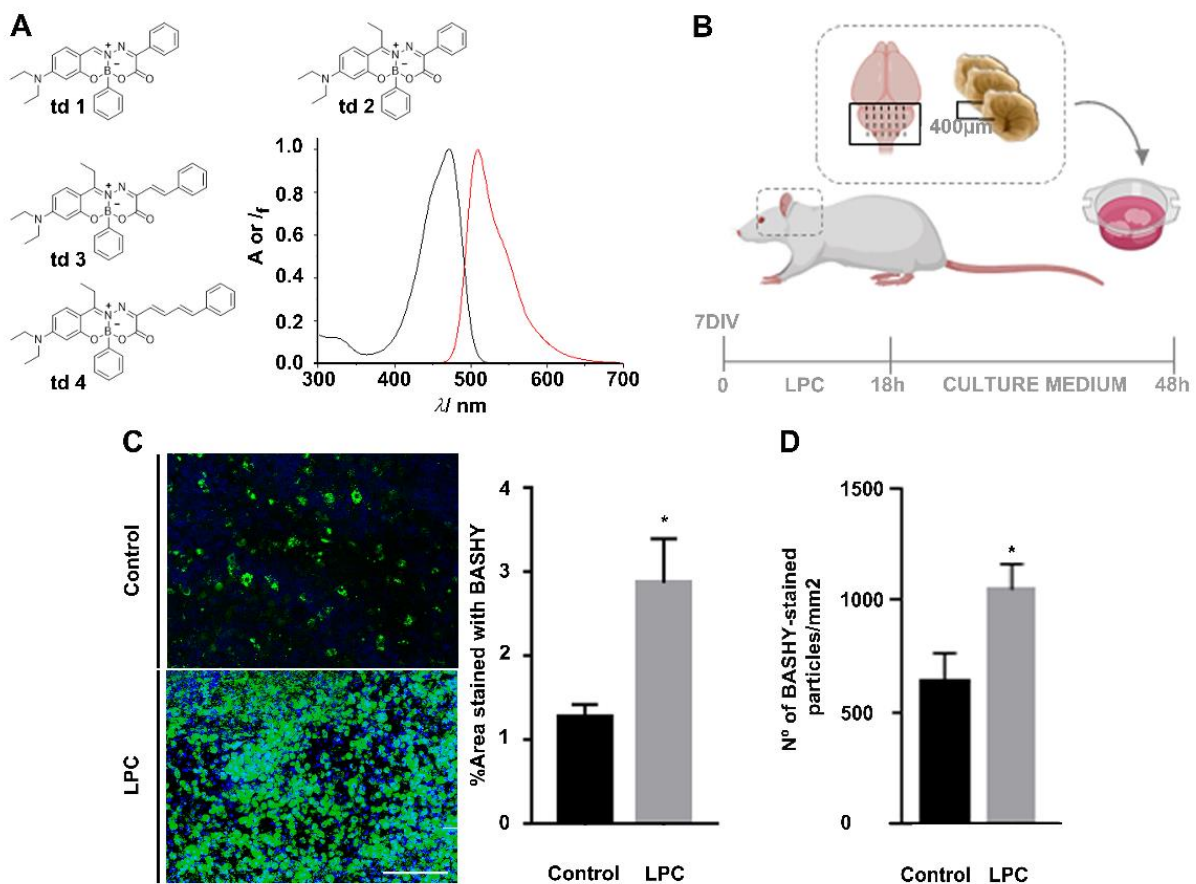 A
td 1
td 2
td 3
td 4
N
N
+
N
B
−
O
O
O
N
N
+
N
B
−
O
O
O
N
N
+
N
B
−
O
O
O
N
N
+
N
B
−
O
O
O
A or If
1.0
0.8
0.6
0.4
0.2
0.0
300
400
500
600
700
λ/ nm
B
400µm
7DIV
0
LPC
18h
CULTURE MEDIUM
48h
C
Control
LPC
%Area stained with BASHY
4
3
2
1
0
*
Control
LPC
D
Nº of BASHY-stained
particles/mm2
1500
1000
500
0
*
Control
LPC